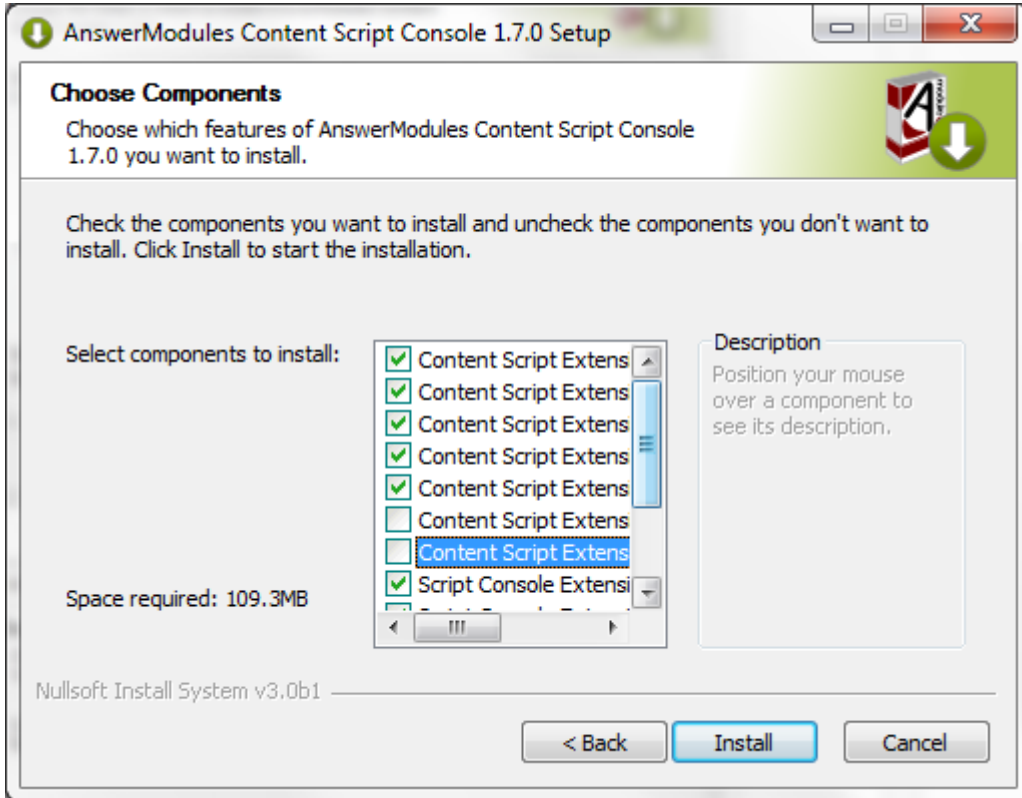 AnswerModules Content Script Console 1.7.0 Setup
Choose Components
Choose which features of AnswerModules Content Script Console
1.7.0 you want to install.
Check the components you want to install and uncheck the components you don't want to
install. Click Install to start the installation.
Select components to install:
Content Script Extens
Content Script Extens
Content Script Extens
Content Script Extens
Content Script Extens
Content Script Extens
Content Script Extens
Script Console Extensi
Description
Position your mouse
over a component to
see its description.
Space required: 109.3MB
Nullsoft Install System v3.0b1
< Back
Install
Cancel